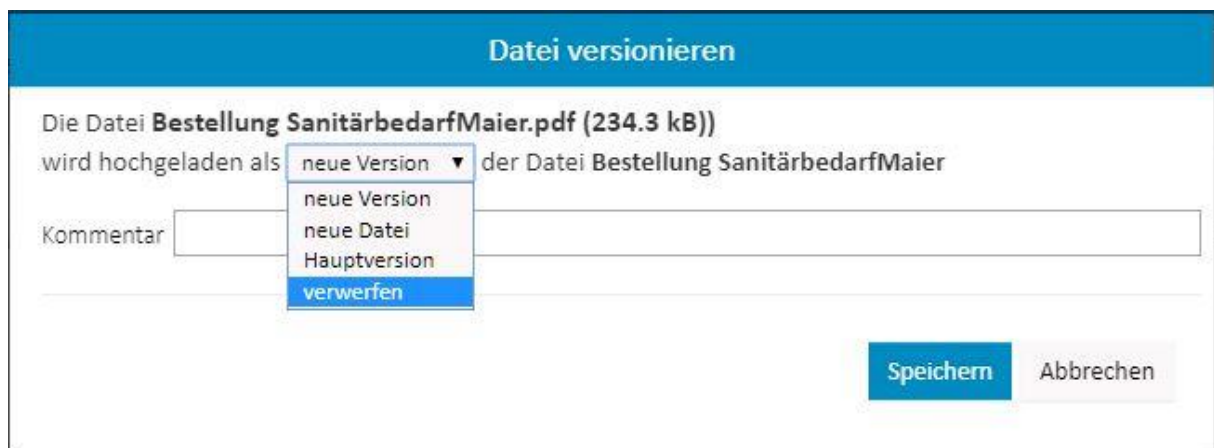 Datei versionieren
Die Datei Bestellung SanitärbedarfMaier.pdf (234.3 kB))
wird hochgeladen als neue Version ▼ der Datei Bestellung SanitärbedarfMaier
neue Version
neue Datei
Kommentar
Hauptversion
verwerfen
Speichern Abbrechen